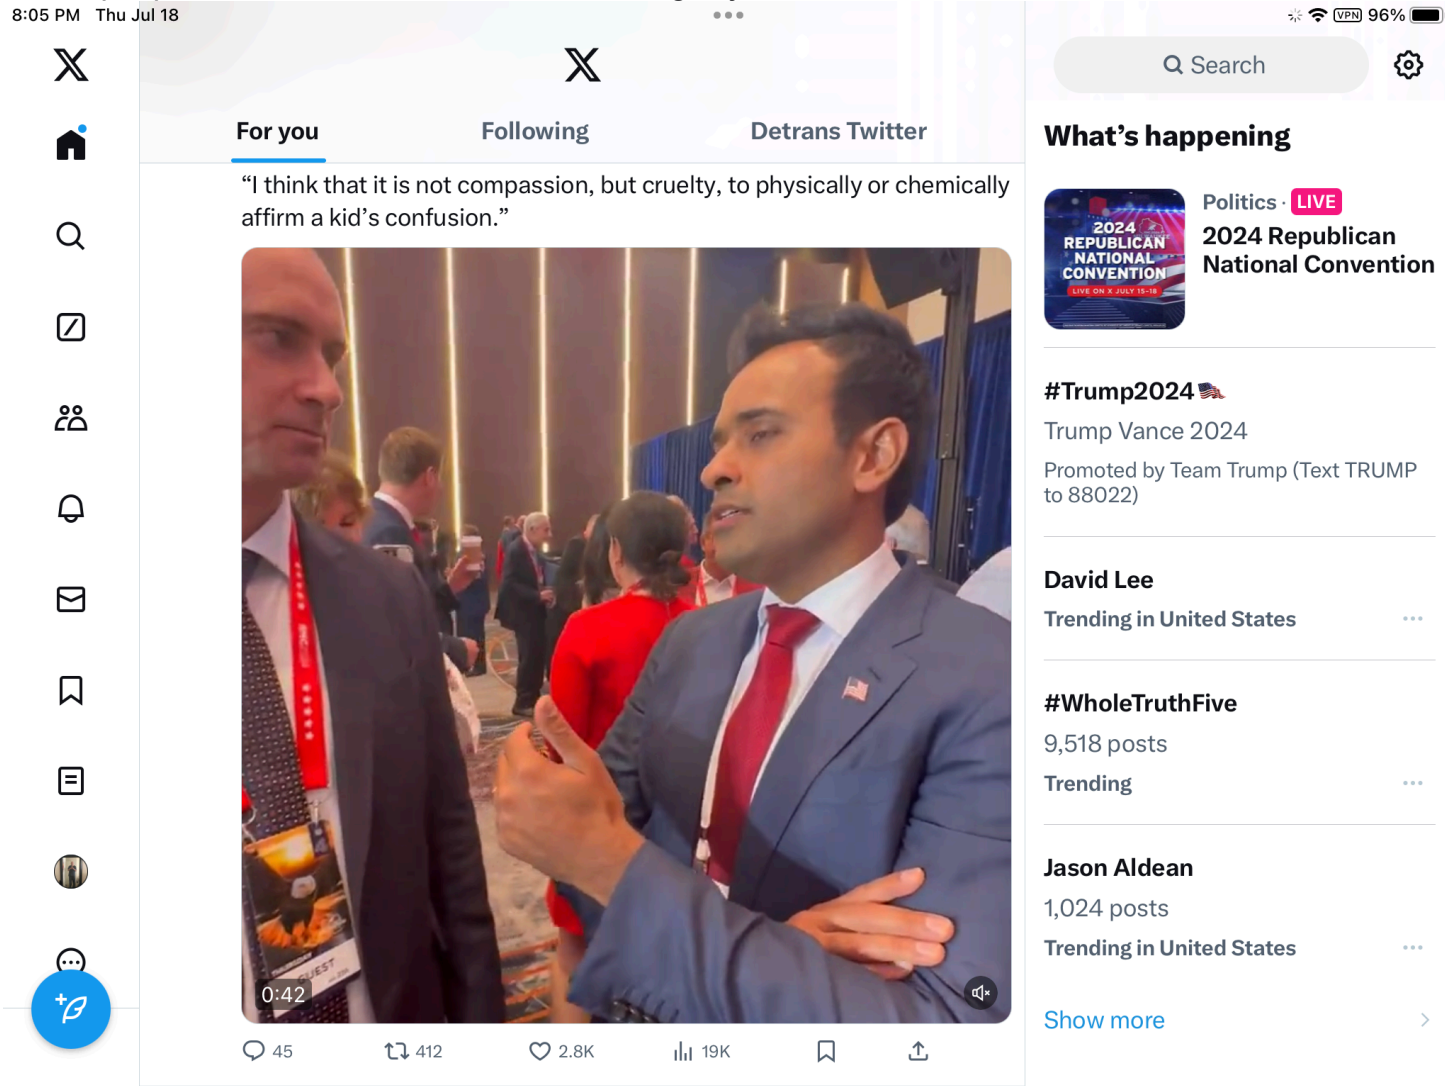 8:05 PM Thu Jul 18
VPN 96%
X
X
For you
Following
Detrans Twitter
“I think that it is not compassion, but cruelty, to physically or chemically
affirm a kid’s confusion.”
THURSDAY
GUEST
0:42
45
412
2.8K
19K
Search
What’s happening
2024
REPUBLICAN
NATIONAL
CONVENTION
LIVE ON X JULY 15-18
Politics · LIVE
2024 Republican
National Convention
#Trump2024
Trump Vance 2024
Promoted by Team Trump (Text TRUMP
to 88022)
David Lee
Trending in United States
#WholeTruthFive
9,518 posts
Trending
Jason Aldean
1,024 posts
Trending in United States
Show more